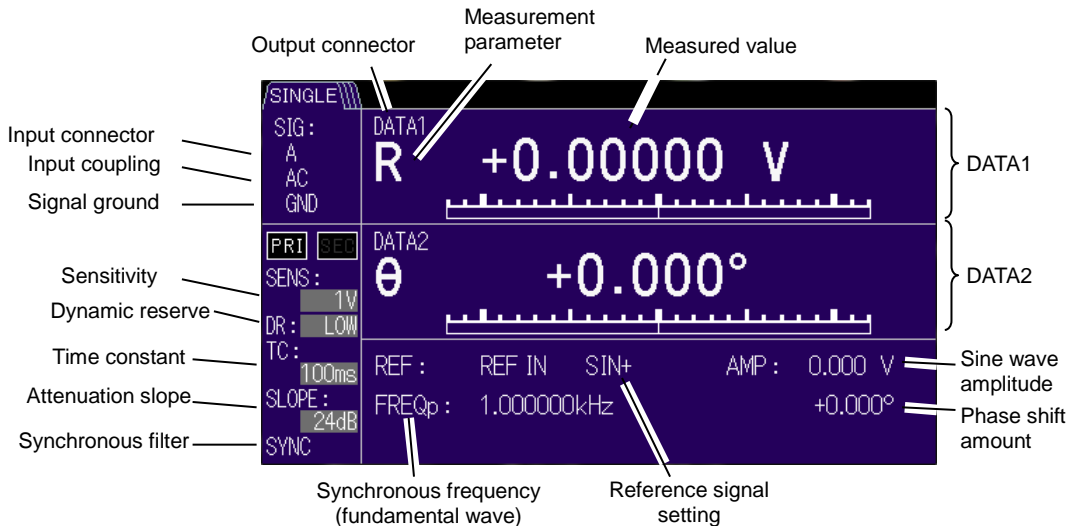 Measurement
parameter
Output connector
Measured value
SINGLE
Input connector
Input coupling
Signal ground
SIG:
A
AC
GND
DATA1
R +0.00000 V
DATA1
PRI SEC
DATA2
θ +0.000°
DATA2
Sensitivity
SENS:
1V
Dynamic reserve
DR: LOW
Time constant
TC:
100ms
Attenuation slope
SLOPE:
24dB
Synchronous filter
SYNC
REF: REF IN SIN+ AMP: 0.000 V
FREQp: 1.000000kHz +0.000°
Sine wave
amplitude
Phase shift
amount
Synchronous frequency
(fundamental wave)
Reference signal
setting